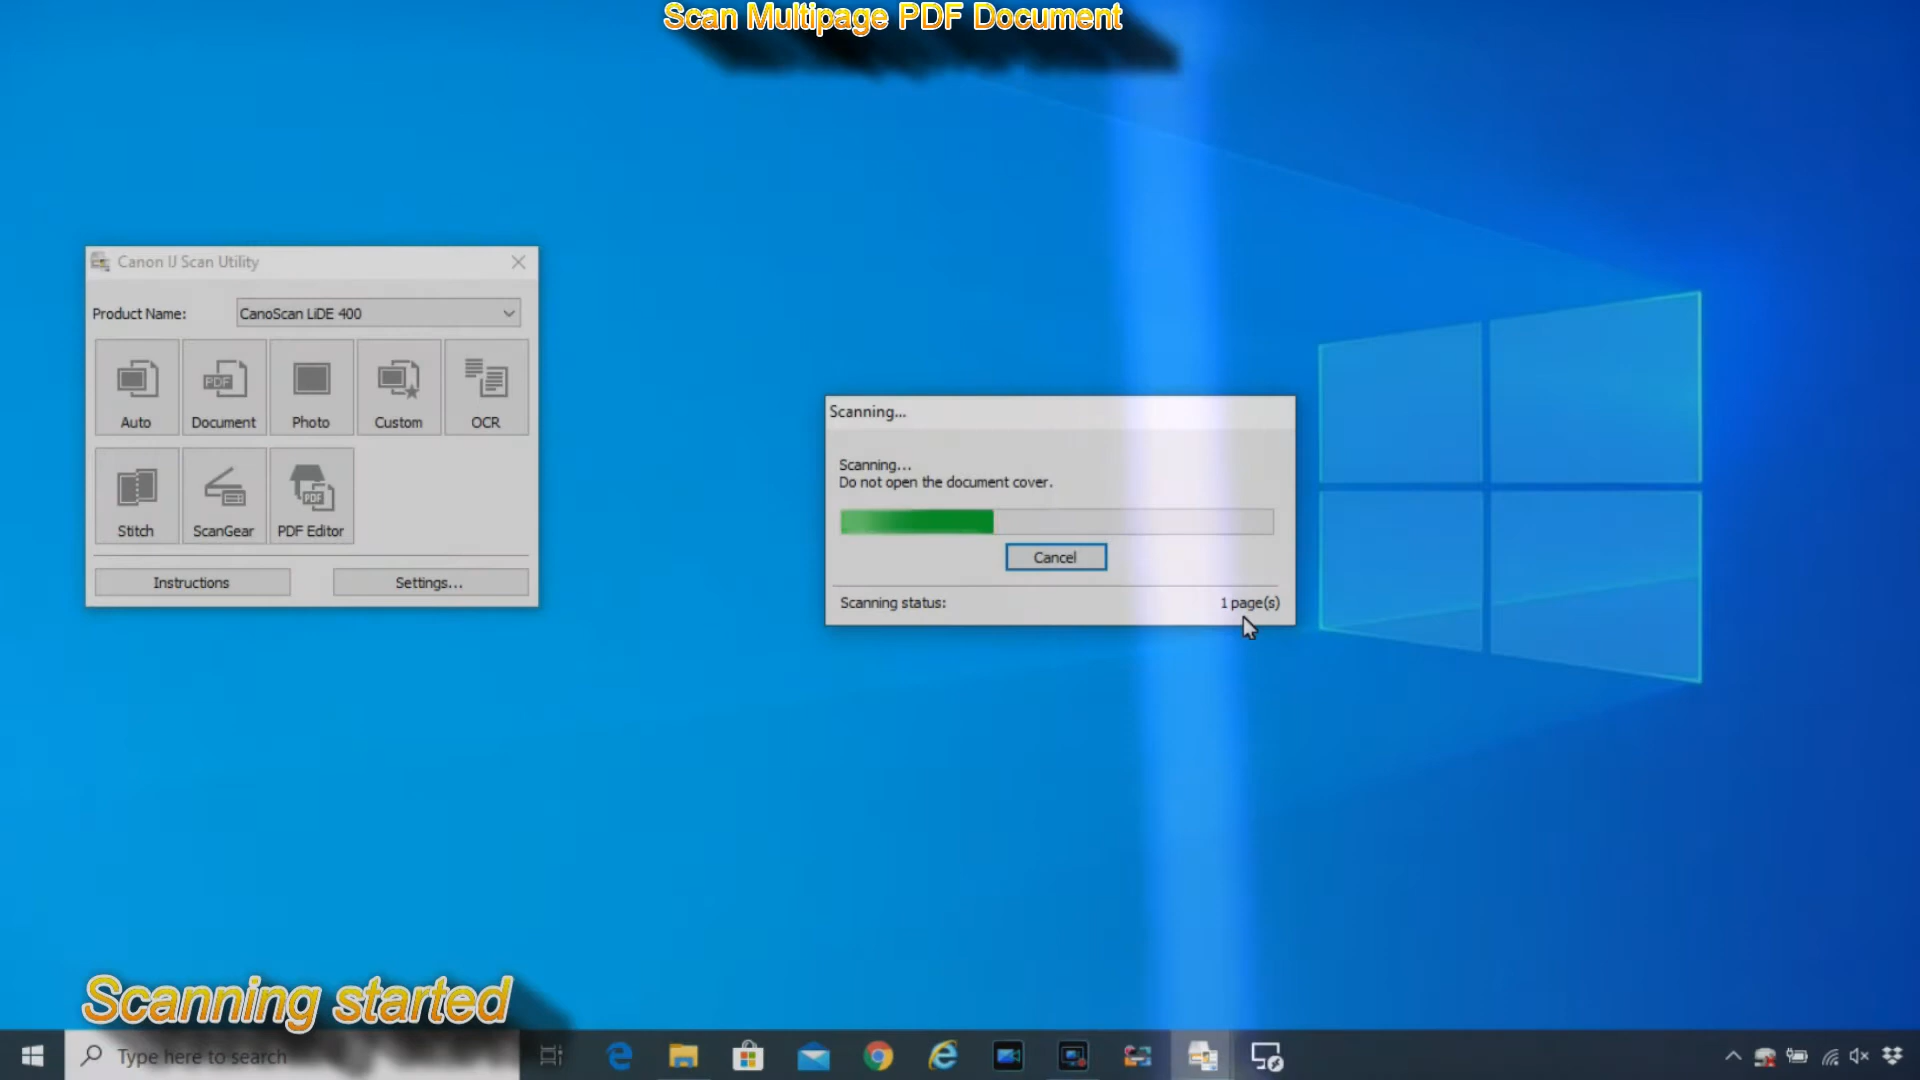 Scan Multipage PDF Document
Canon IJ Scan Utility
Product Name:
CanoScan LiDE 400
Auto
PDF
Document
Photo
Custom
OCR
Stitch
ScanGear
PDF
PDF Editor
Instructions
Settings...
Scanning...
Scanning...
Do not open the document cover.
Cancel
Scanning status:
1 page(s)
Scanning started
Type here to search